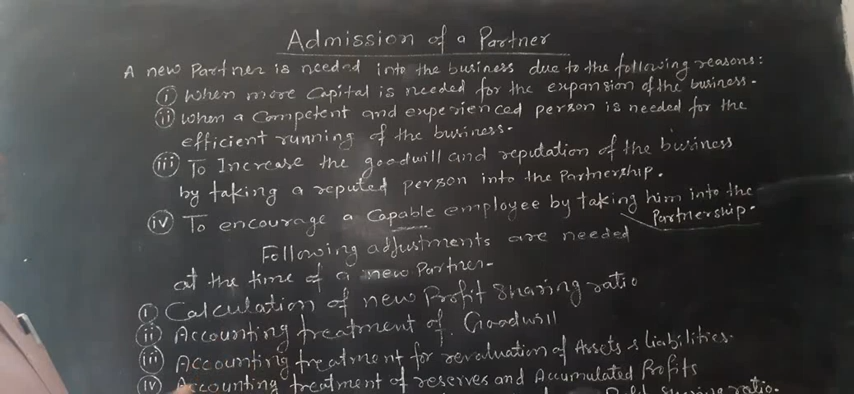 Admission of a Partner
A new Partner is needed into the business due to the following reasons:
(i) When more Capital is needed for the expansion of the business.
(ii) When a Competent and experienced person is needed for the
efficient running of the business.
(iii) To Increase the goodwill and reputation of the business
by taking a reputed person into the Partnership.
(iv) To encourage a Capable employee by taking him into the
Partnership.
Following adjustments are needed
at the time of a new Partner-
(i) Calculation of new Profit Sharing ratio
(ii) Accounting treatment of Goodwill
(iii) Accounting treatment for revaluation of Assets & Liabilities.
(iv) Accounting treatment of reserves and Accumulated Profits
sharing ratio.